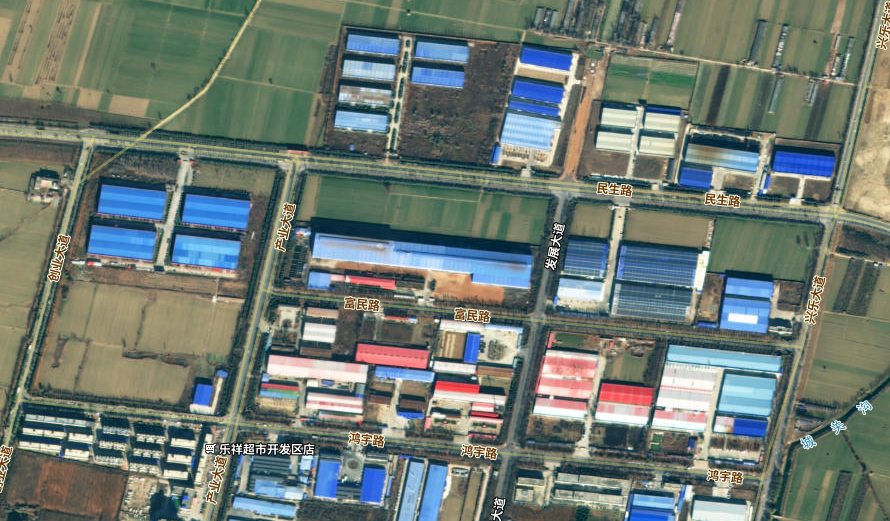 兴乐大道
民生路
民生路
创业大道
产业大道
发展大道
兴乐大道
富民路
富民路
鸿宇路
鸿宇路
鸿宇路
乐祥超市开发区店
产业大道
大道